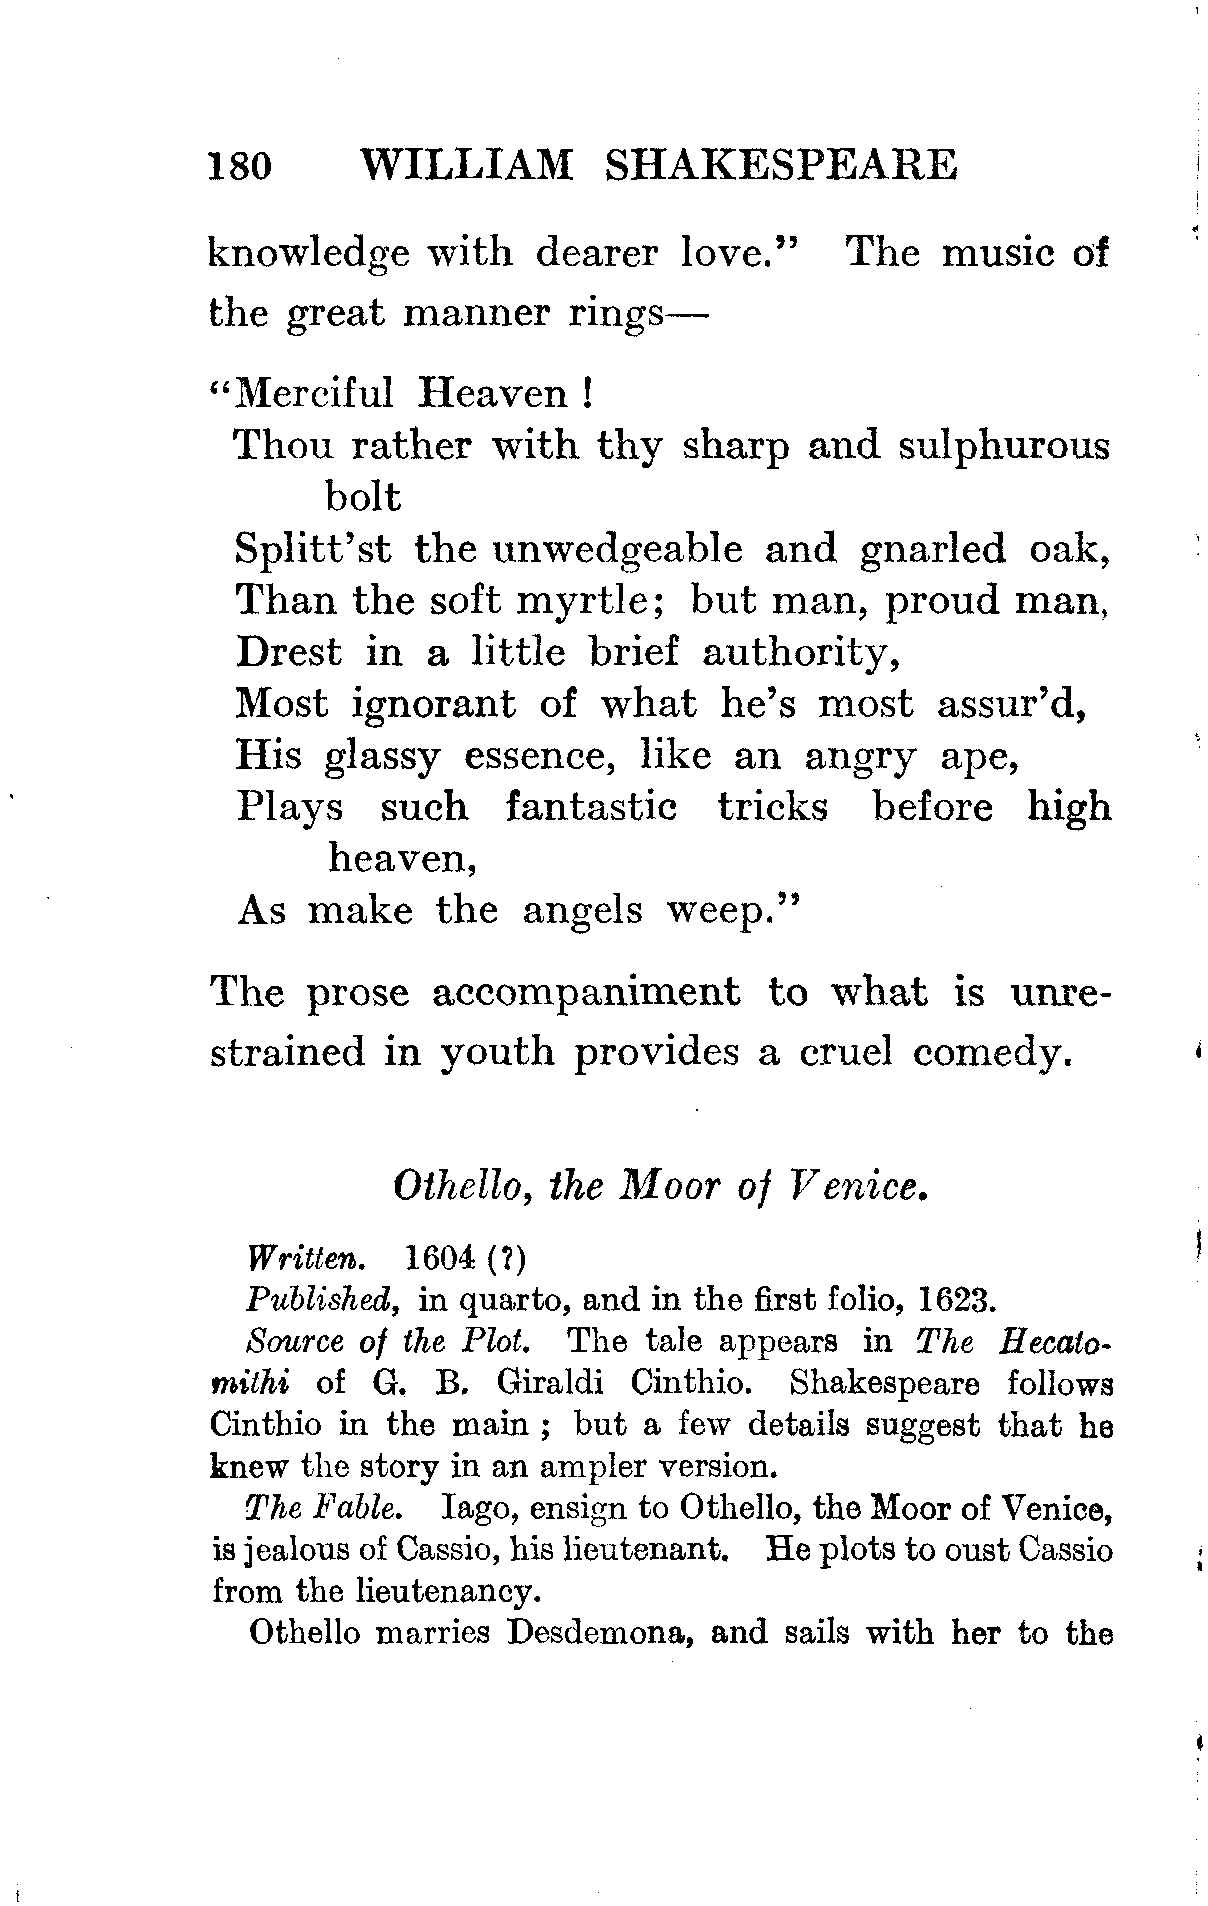 180 WILLIAM SHAKESPEARE
knowledge with dearer love." The music of
the great manner rings—
"Merciful Heaven !
Thou rather with thy sharp and sulphurous
bolt
Splitt'st the unwedgeable and gnarled oak,
Than the soft myrtle; but man, proud man,
Drest in a little brief authority,
Most ignorant of what he's most assur'd,
His glassy essence, like an angry ape,
Plays such fantastic tricks before high
heaven,
As make the angels weep."
The prose accompaniment to what is unre-
strained in youth provides a cruel comedy.
Othello, the Moor of Venice.
Written. 1604 (?)
Published, in quarto, and in the first folio, 1623.
Source of the Plot. The tale appears in The Hecato-
mithi of G. B. Giraldi Cinthio. Shakespeare follows
Cinthio in the main ; but a few details suggest that he
knew the story in an ampler version.
The Fable. Iago, ensign to Othello, the Moor of Venice,
is jealous of Cassio, his lieutenant. He plots to oust Cassio
from the lieutenancy.
Othello marries Desdemona, and sails with her to the